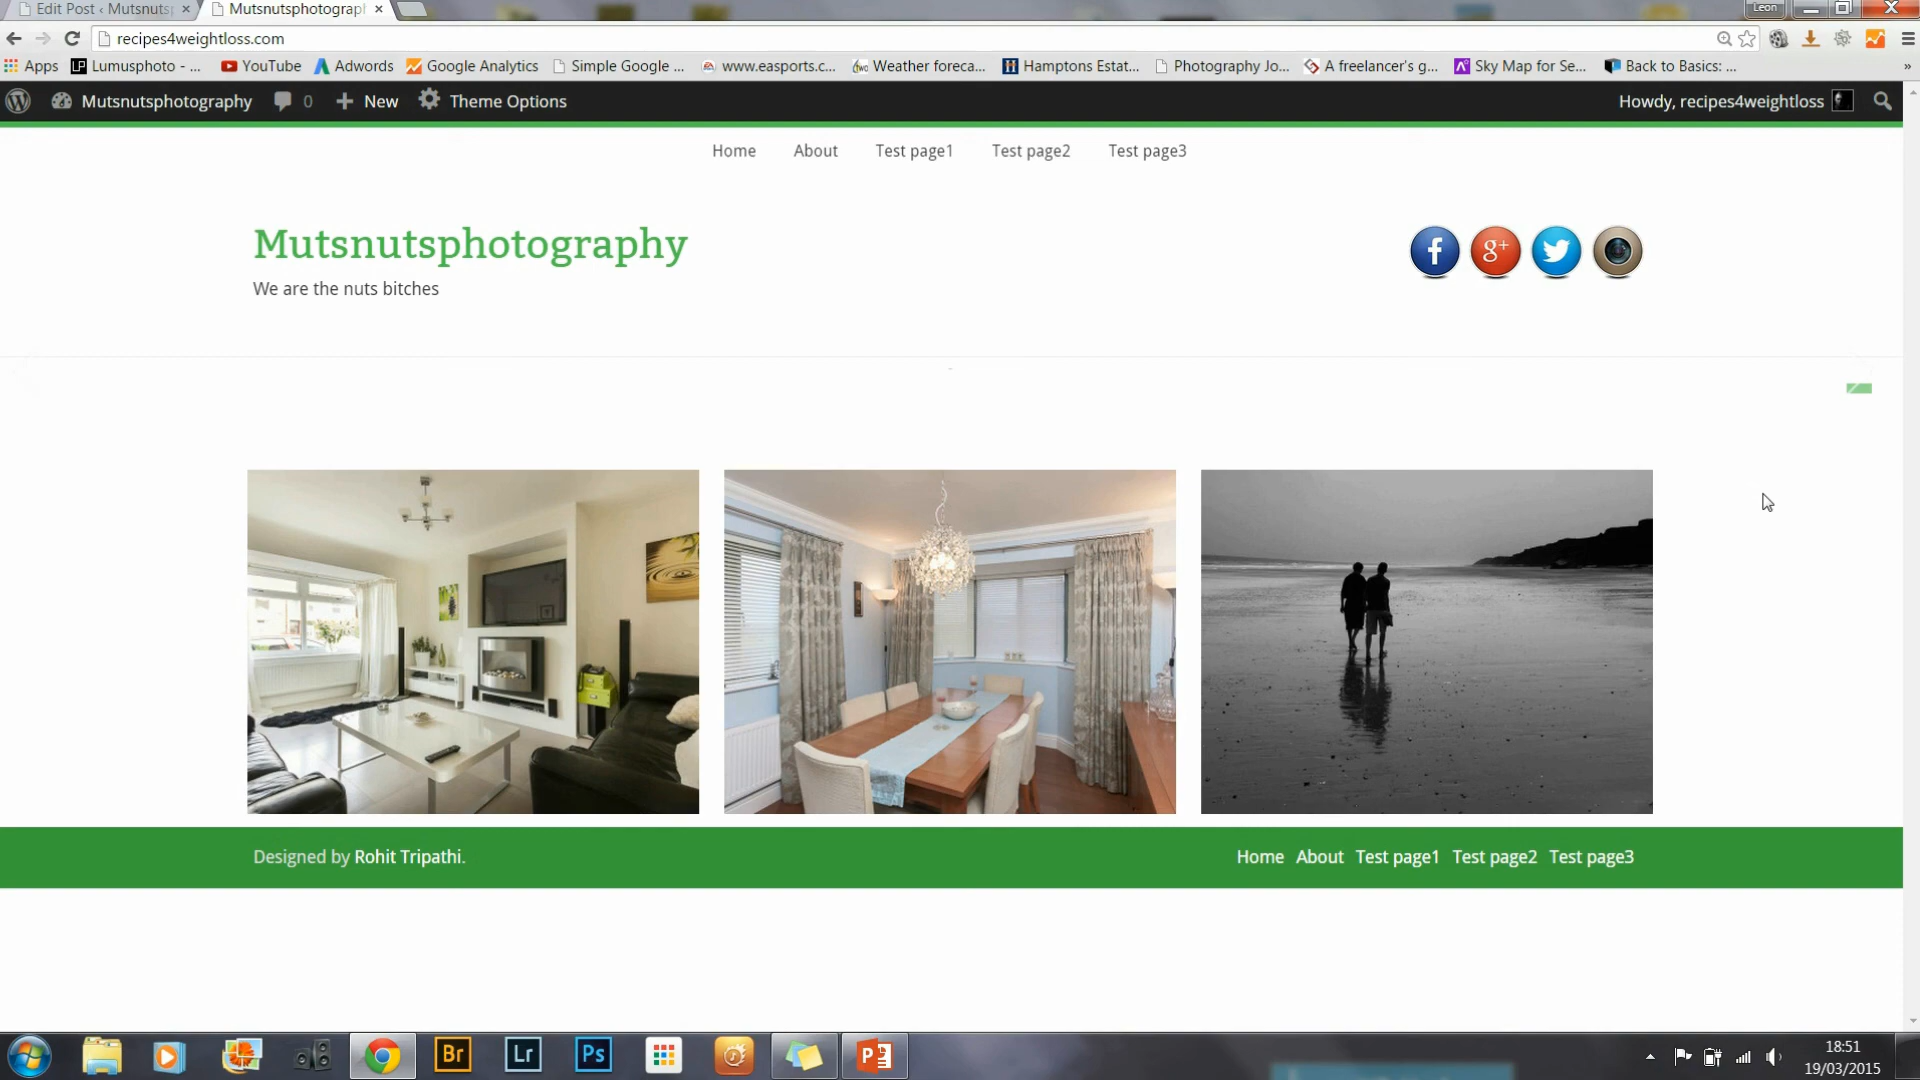 Edit Post ‹ Mutsnuts
Mutsnutsphotograp
Leon
recipes4weightloss.com
Apps
Lumusphoto - ...
YouTube
Adwords
Google Analytics
Simple Google ...
www.easports.c...
Weather foreca...
Hamptons Estat...
Photography Jo...
A freelancer's g...
Sky Map for Se...
Back to Basics: ...
»
Mutsnutsphotography
0
New
Theme Options
Howdy, recipes4weightloss
Home
About
Test page1
Test page2
Test page3
Mutsnutsphotography
We are the nuts bitches
Designed by Rohit Tripathi.
Home
About
Test page1
Test page2
Test page3
Br
Lr
Ps
18:51
19/03/2015